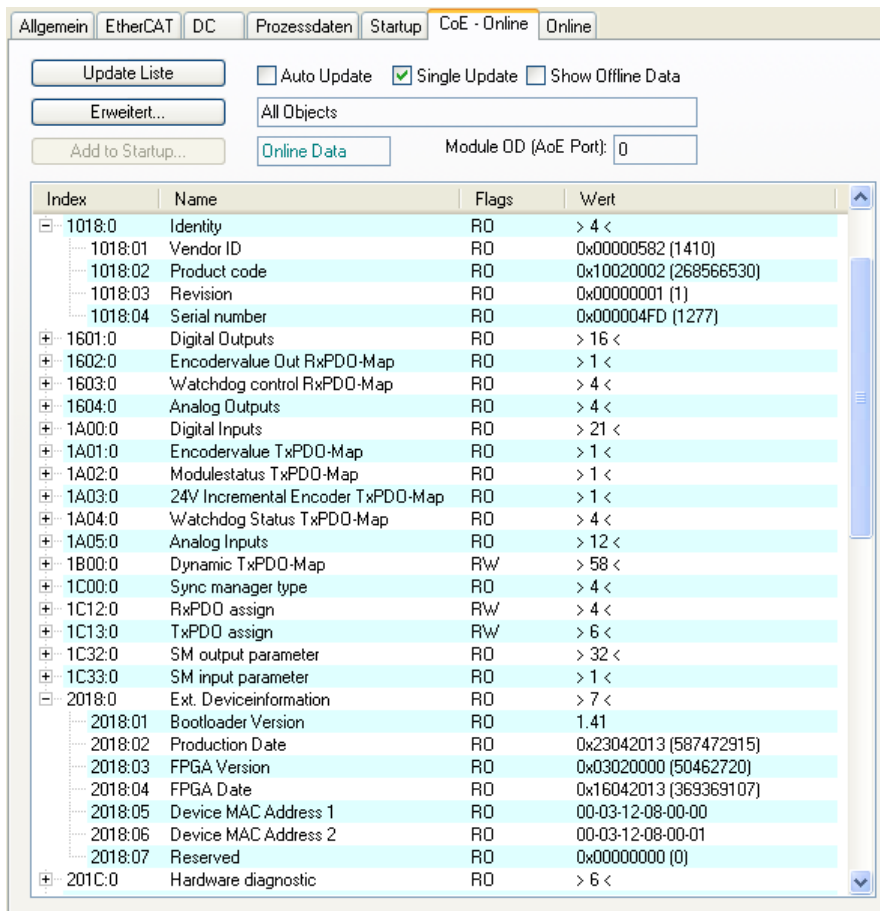 Allgemein EtherCAT DC Prozessdaten Startup CoE - Online Online
Update Liste Auto Update Single Update Show Offline Data
Erweitert... All Objects
Add to Startup... Online Data Module OD (AoE Port): 0
Index Name Flags Wert
1018:0 Identity RO > 4 <
1018:01 Vendor ID RO 0x00000582 (1410)
1018:02 Product code RO 0x10020002 (268566530)
1018:03 Revision RO 0x00000001 (1)
1018:04 Serial number RO 0x000004FD (1277)
1601:0 Digital Outputs RO > 16 <
1602:0 Encodervalue Out RxPDO-Map RO > 1 <
1603:0 Watchdog control RxPDO-Map RO > 4 <
1604:0 Analog Outputs RO > 4 <
1A00:0 Digital Inputs RO > 21 <
1A01:0 Encodervalue TxPDO-Map RO > 1 <
1A02:0 Modulestatus TxPDO-Map RO > 1 <
1A03:0 24V Incremental Encoder TxPDO-Map RO > 1 <
1A04:0 Watchdog Status TxPDO-Map RO > 4 <
1A05:0 Analog Inputs RO > 12 <
1B00:0 Dynamic TxPDO-Map RW > 58 <
1C00:0 Sync manager type RO > 4 <
1C12:0 RxPDO assign RW > 4 <
1C13:0 TxPDO assign RW > 6 <
1C32:0 SM output parameter RO > 32 <
1C33:0 SM input parameter RO > 1 <
2018:0 Ext. Deviceinformation RO > 7 <
2018:01 Bootloader Version RO 1.41
2018:02 Production Date RO 0x23042013 (587472915)
2018:03 FPGA Version RO 0x03020000 (50462720)
2018:04 FPGA Date RO 0x16042013 (369369107)
2018:05 Device MAC Address 1 RO 00-03-12-08-00-00
2018:06 Device MAC Address 2 RO 00-03-12-08-00-01
2018:07 Reserved RO 0x00000000 (0)
201C:0 Hardware diagnostic RO > 6 <